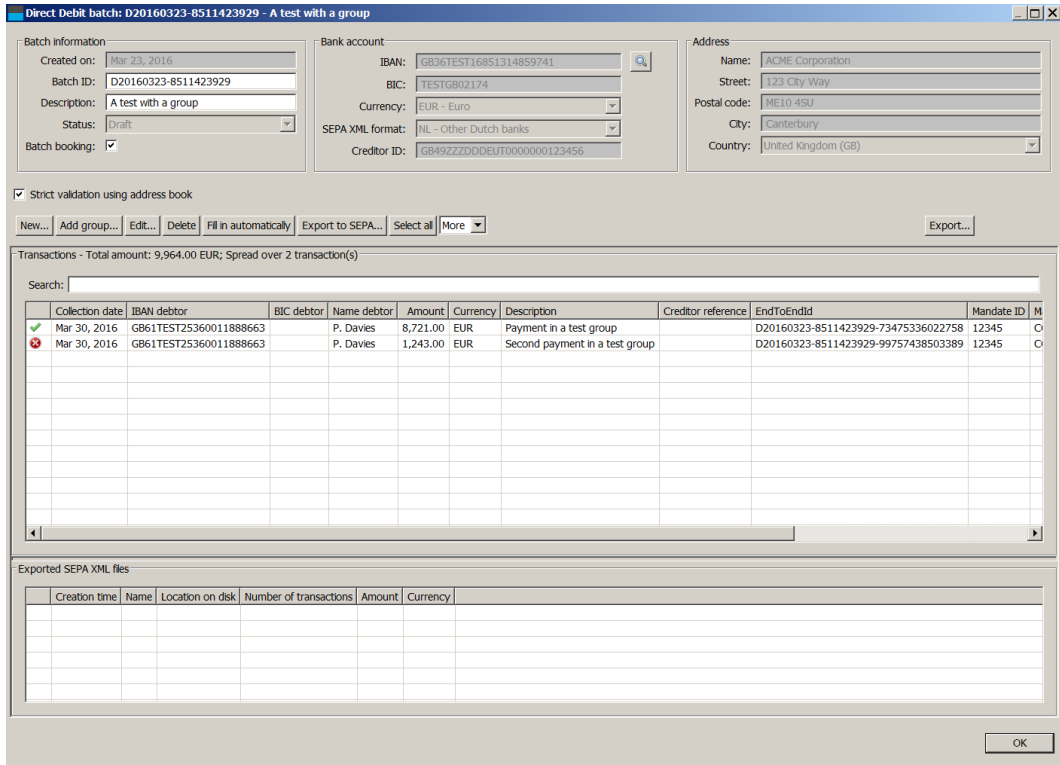 Direct Debit batch: D20160323-8511423929 - A test with a group
Batch information
Created on: Mar 23, 2016
Batch ID: D20160323-8511423929
Description: A test with a group
Status: Draft
Batch booking:
Bank account
IBAN: GB36TEST16851314859741
BIC: TESTGB02174
Currency: EUR - Euro
SEPA XML format: NL - Other Dutch banks
Creditor ID: GB49ZZZDDDEUT0000000123456
Address
Name: ACME Corporation
Street: 123 City Way
Postal code: ME10 4SU
City: Canterbury
Country: United Kingdom (GB)
Strict validation using address book
New... Add group... Edit... Delete Fill in automatically Export to SEPA... Select all More Export...
Transactions - Total amount: 9,964.00 EUR; Spread over 2 transaction(s)
Search:
Collection date IBAN debtor BIC debtor Name debtor Amount Currency Description Creditor reference EndToEndId Mandate ID M
Mar 30, 2016 GB61TEST25360011888663 P. Davies 8,721.00 EUR Payment in a test group D20160323-8511423929-73475336022758 12345
Mar 30, 2016 GB61TEST25360011888663 P. Davies 1,243.00 EUR Second payment in a test group D20160323-8511423929-99757438503389 12345
Exported SEPA XML files
Creation time Name Location on disk Number of transactions Amount Currency
OK